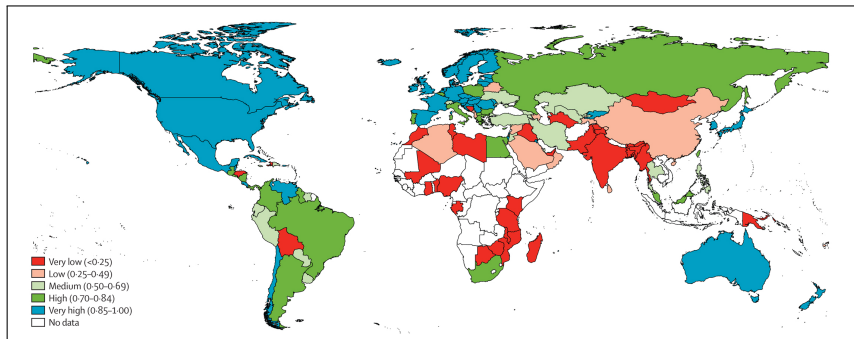 Very low (<0·25)
Low (0·25–0·49)
Medium (0·50–0·69)
High (0·70–0·84)
Very high (0·85–1·00)
No data